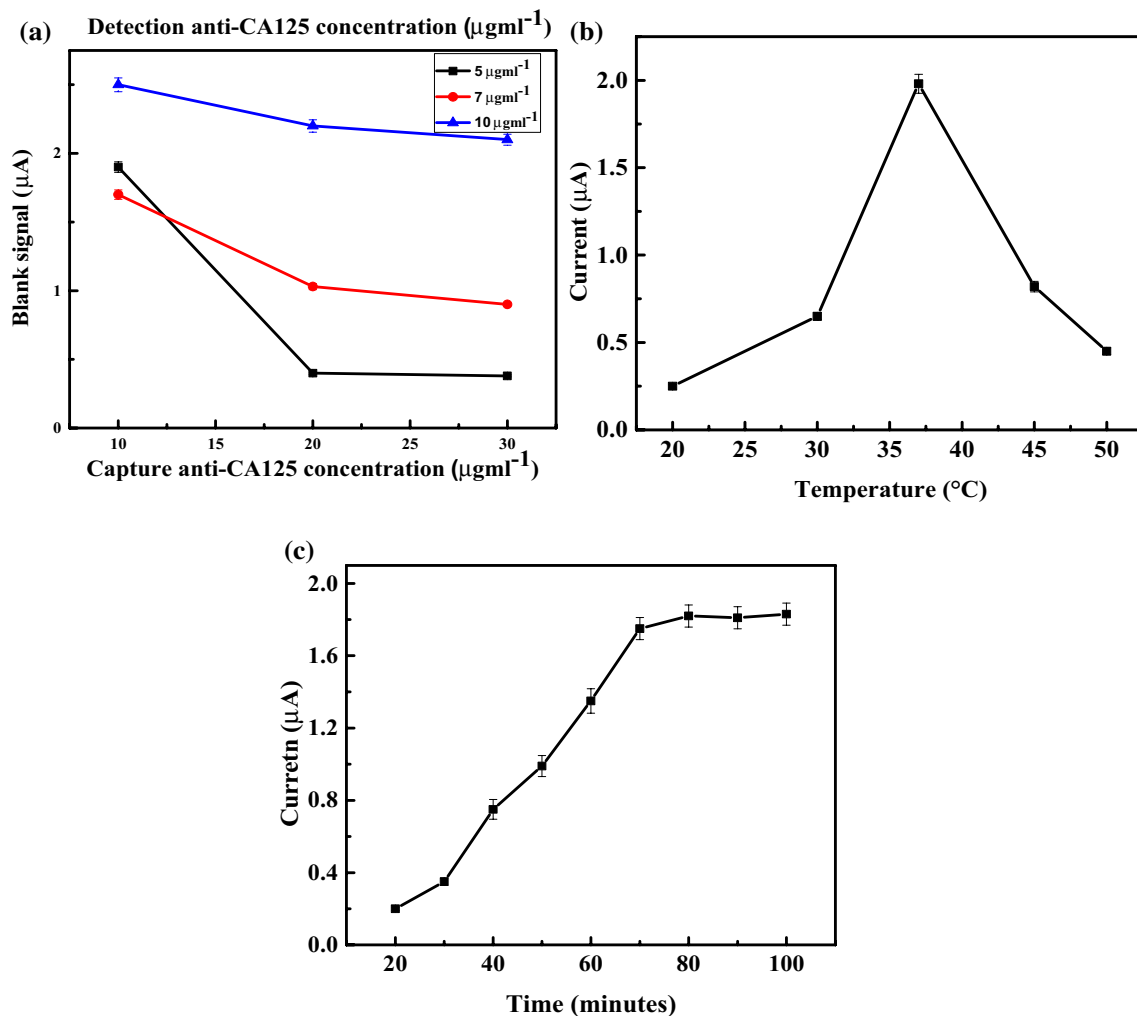 (a)
Detection anti-CA125 concentration (μgml⁻¹)
5 μgml⁻¹
7 μgml⁻¹
10 μgml⁻¹
Blank signal (μA)
2
1
0
10 15 20 25 30
Capture anti-CA125 concentration (μgml⁻¹)
(b)
Current (μA)
2.0
1.5
1.0
0.5
0.0
20 25 30 35 40 45 50
Temperature (°C)
(c)
Curretn (μA)
2.0
1.6
1.2
0.8
0.4
0.0
20 40 60 80 100
Time (minutes)